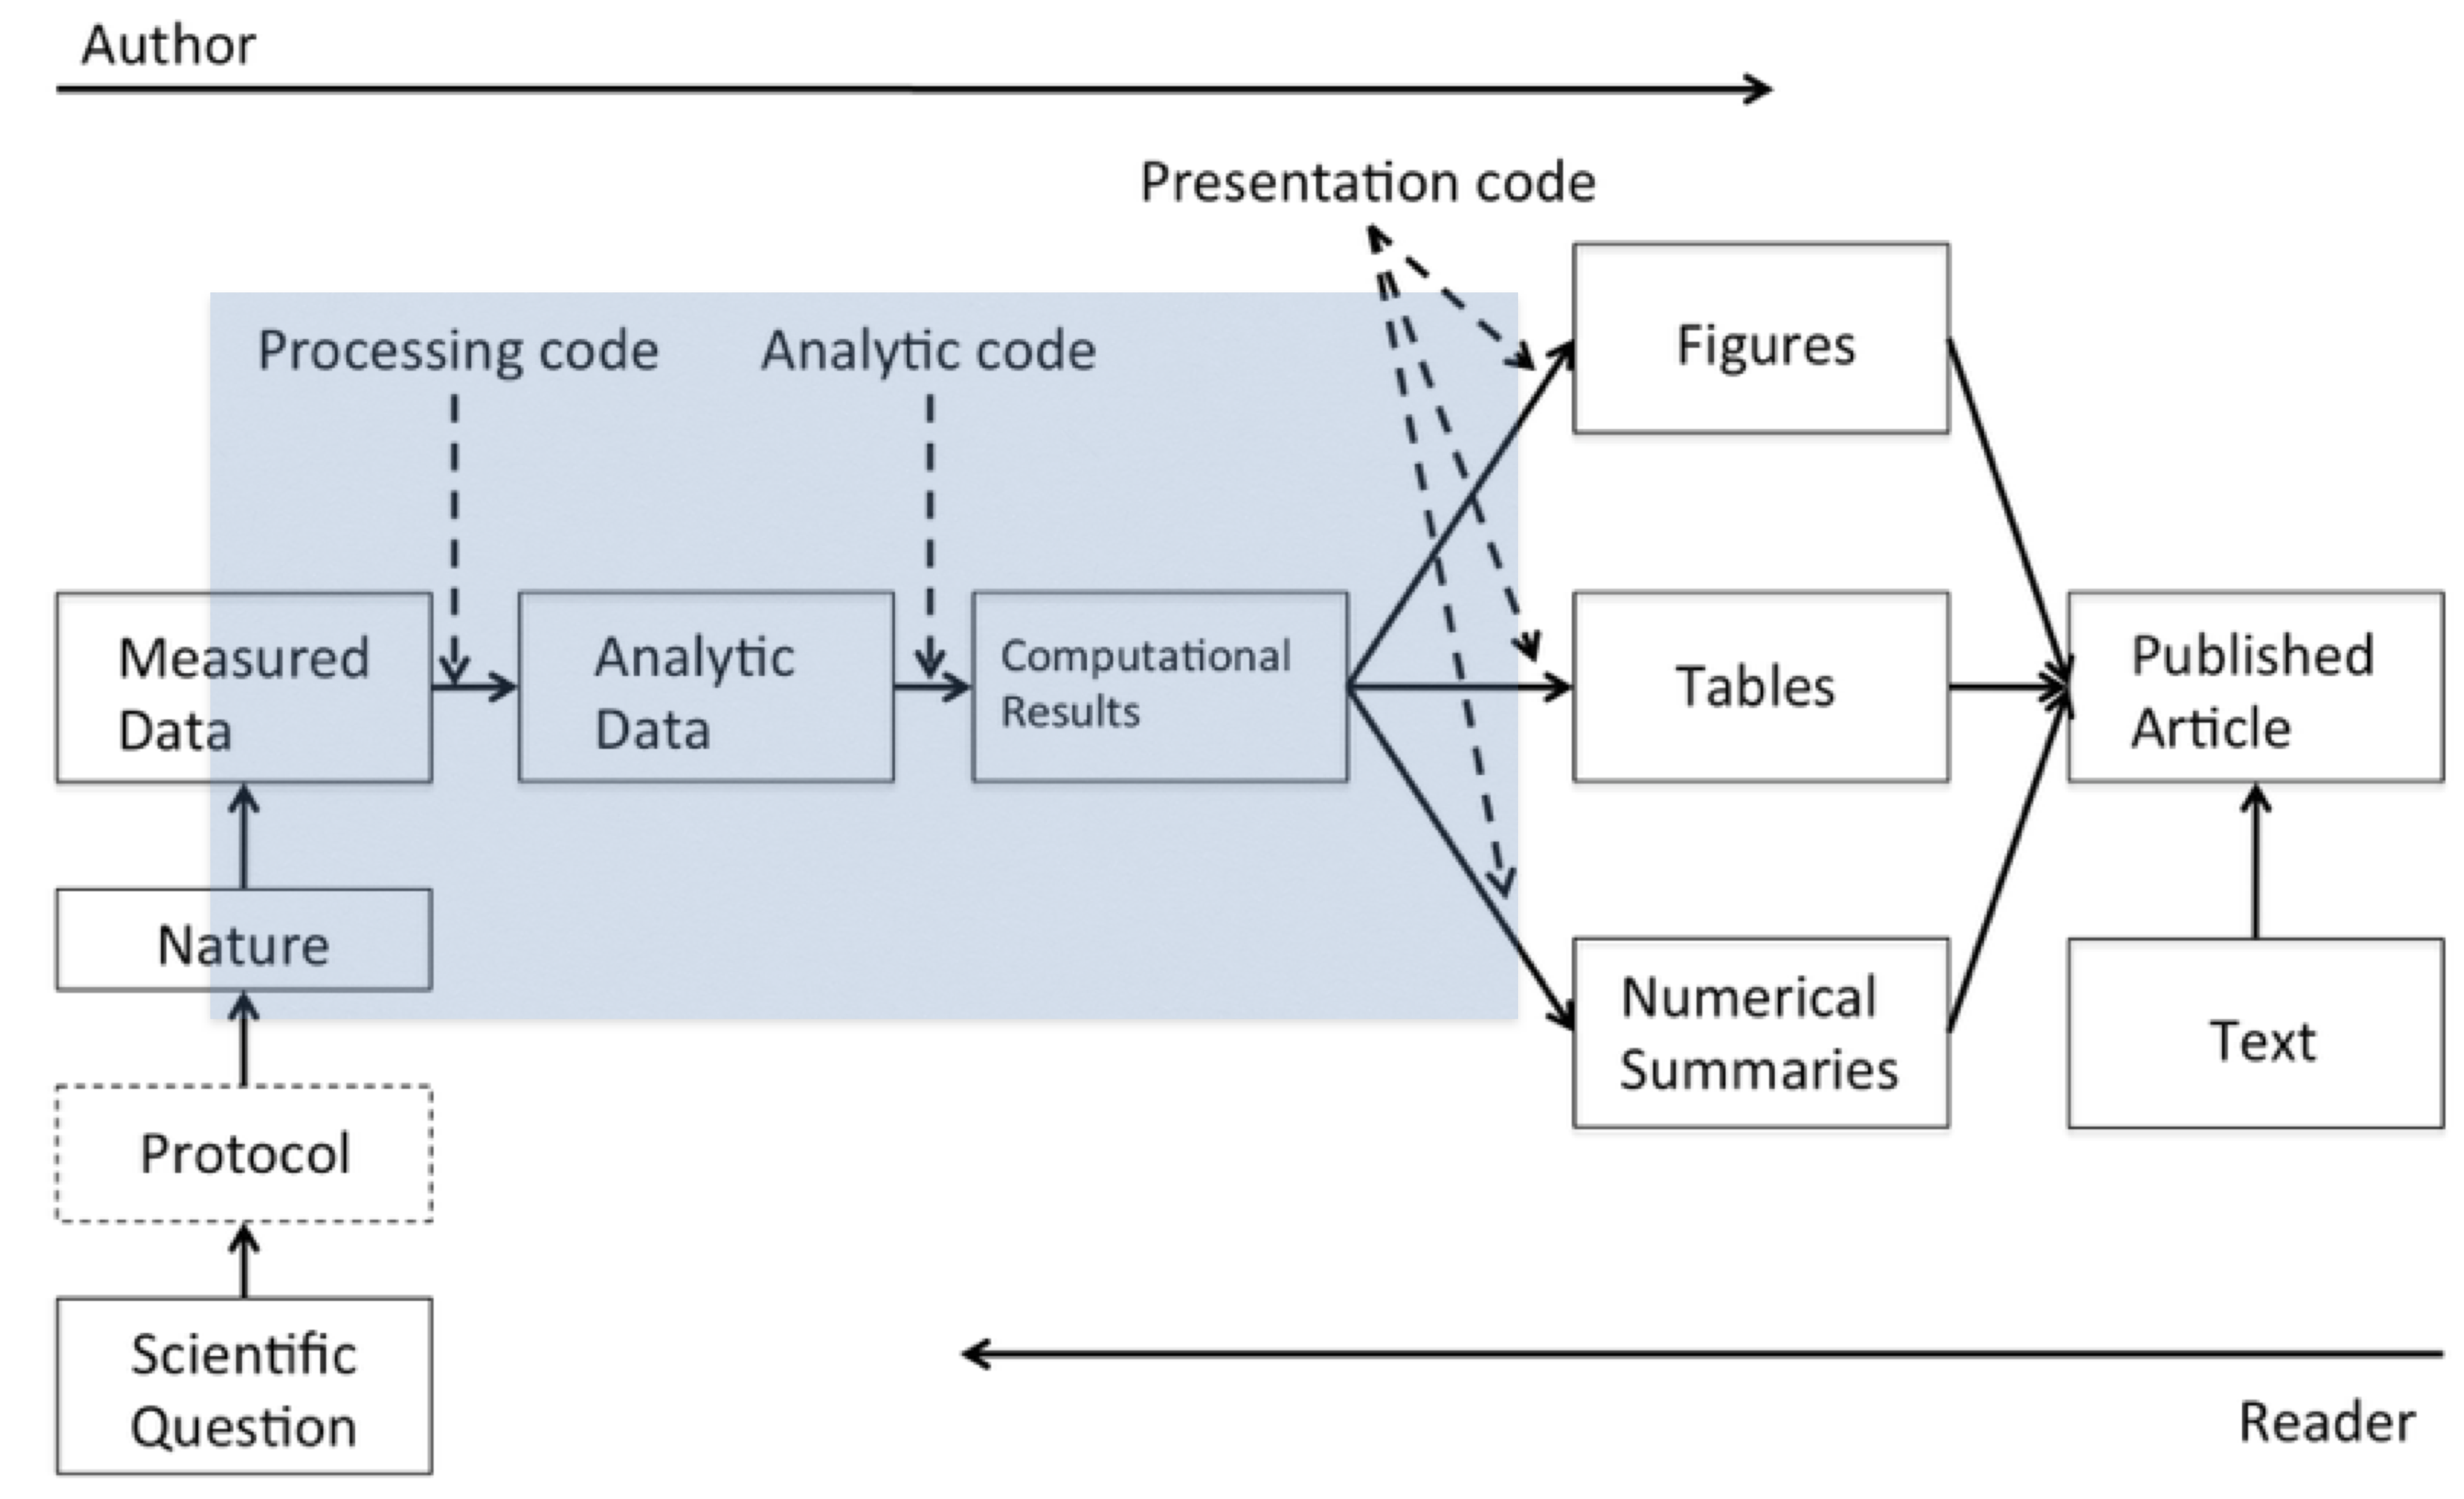 Author
Presentation code
Processing code
Analytic code
Figures
Measured
Data
Analytic
Data
Computational
Results
Tables
Published
Article
Nature
Numerical
Summaries
Text
Protocol
Scientific
Question
Reader